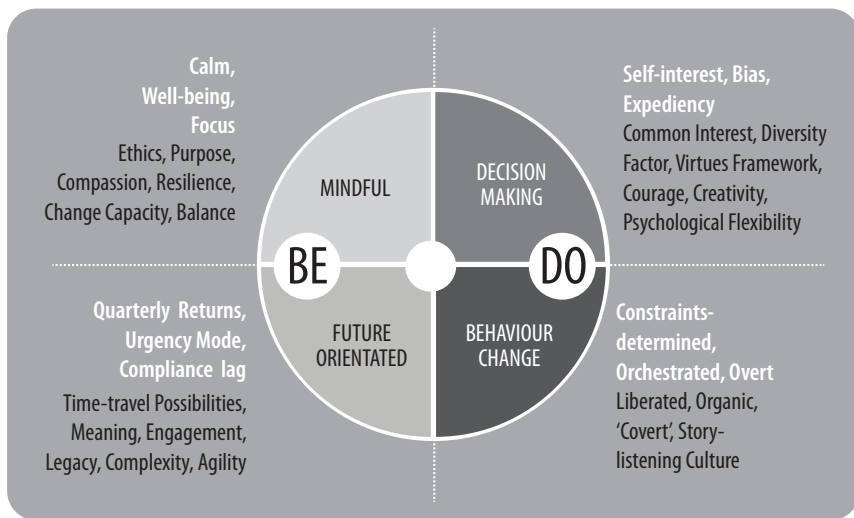 Calm,
Well-being,
Focus
Ethics, Purpose,
Compassion, Resilience,
Change Capacity, Balance
Self-interest, Bias,
Expediency
Common Interest, Diversity
Factor, Virtues Framework,
Courage, Creativity,
Psychological Flexibility
MINDFUL
DECISION
MAKING
BE
DO
FUTURE
ORIENTATED
BEHAVIOUR
CHANGE
Quarterly Returns,
Urgency Mode,
Compliance lag
Time-travel Possibilities,
Meaning, Engagement,
Legacy, Complexity, Agility
Constraints-
determined,
Orchestrated, Overt
Liberated, Organic,
‘Covert’, Story-
listening Culture